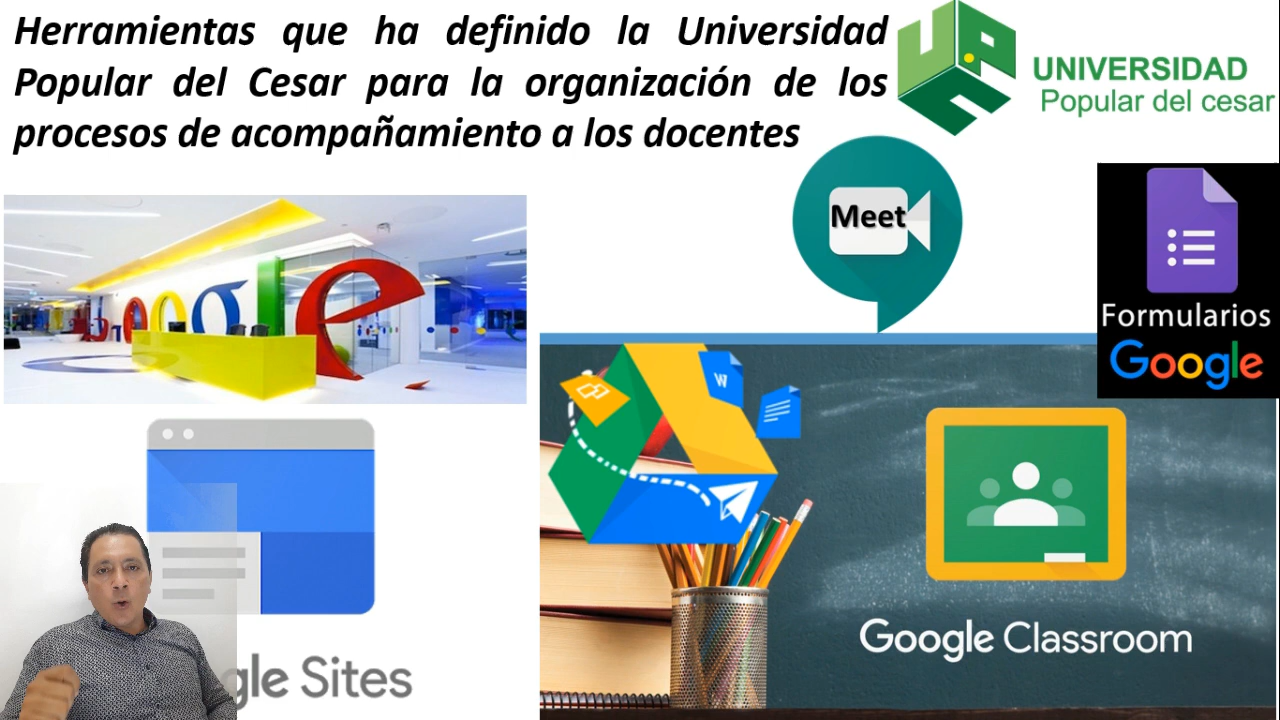 Herramientas que ha definido la Universidad
Popular del Cesar para la organización de los
procesos de acompañamiento a los docentes
UNIVERSIDAD
Popular del cesar
Meet
Formularios
Google
W
Google Classroom
gle Sites